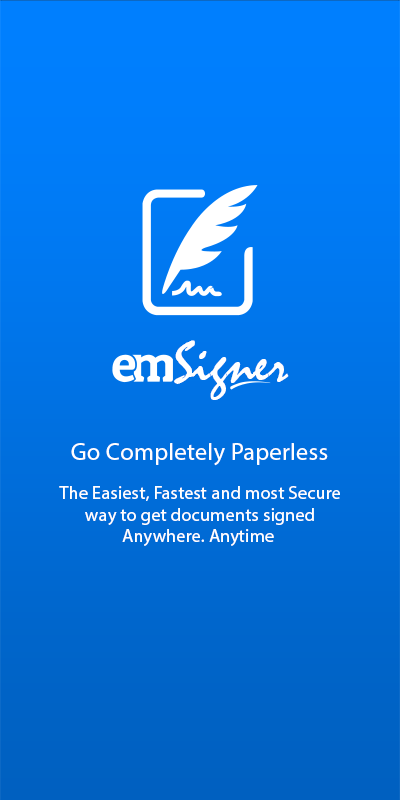 emSigner
Go Completely Paperless
The Easiest, Fastest and most Secure
way to get documents signed
Anywhere. Anytime